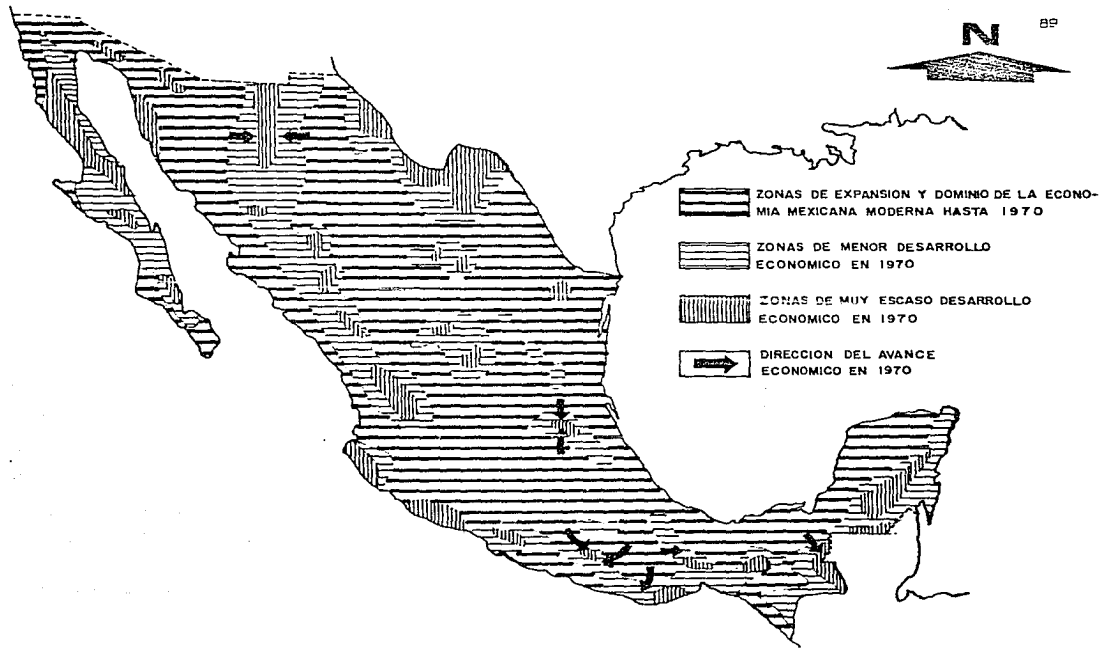 N
89
ZONAS DE EXPANSION Y DOMINIO DE LA ECONO-
MIA MEXICANA MODERNA HASTA 1970
ZONAS DE MENOR DESARROLLO
ECONOMICO EN 1970
ZONAS DE MUY ESCASO DESARROLLO
ECONOMICO EN 1970
DIRECCION DEL AVANCE
ECONOMICO EN 1970